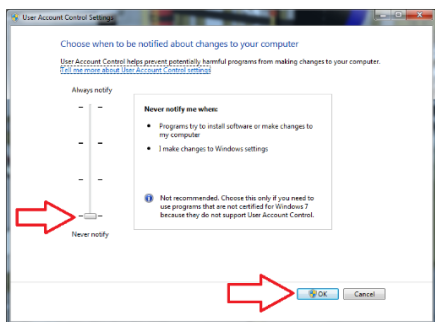 User Account Control Settings
Choose when to be notified about changes to your computer
User Account Control helps prevent potentially harmful programs from making changes to your computer.
Tell me more about User Account Control settings
Always notify
Never notify me when:
• Programs try to install software or make changes to
my computer
• I make changes to Windows settings
Not recommended. Choose this only if you need to
use programs that are not certified for Windows 7
because they do not support User Account Control.
Never notify
OK
Cancel